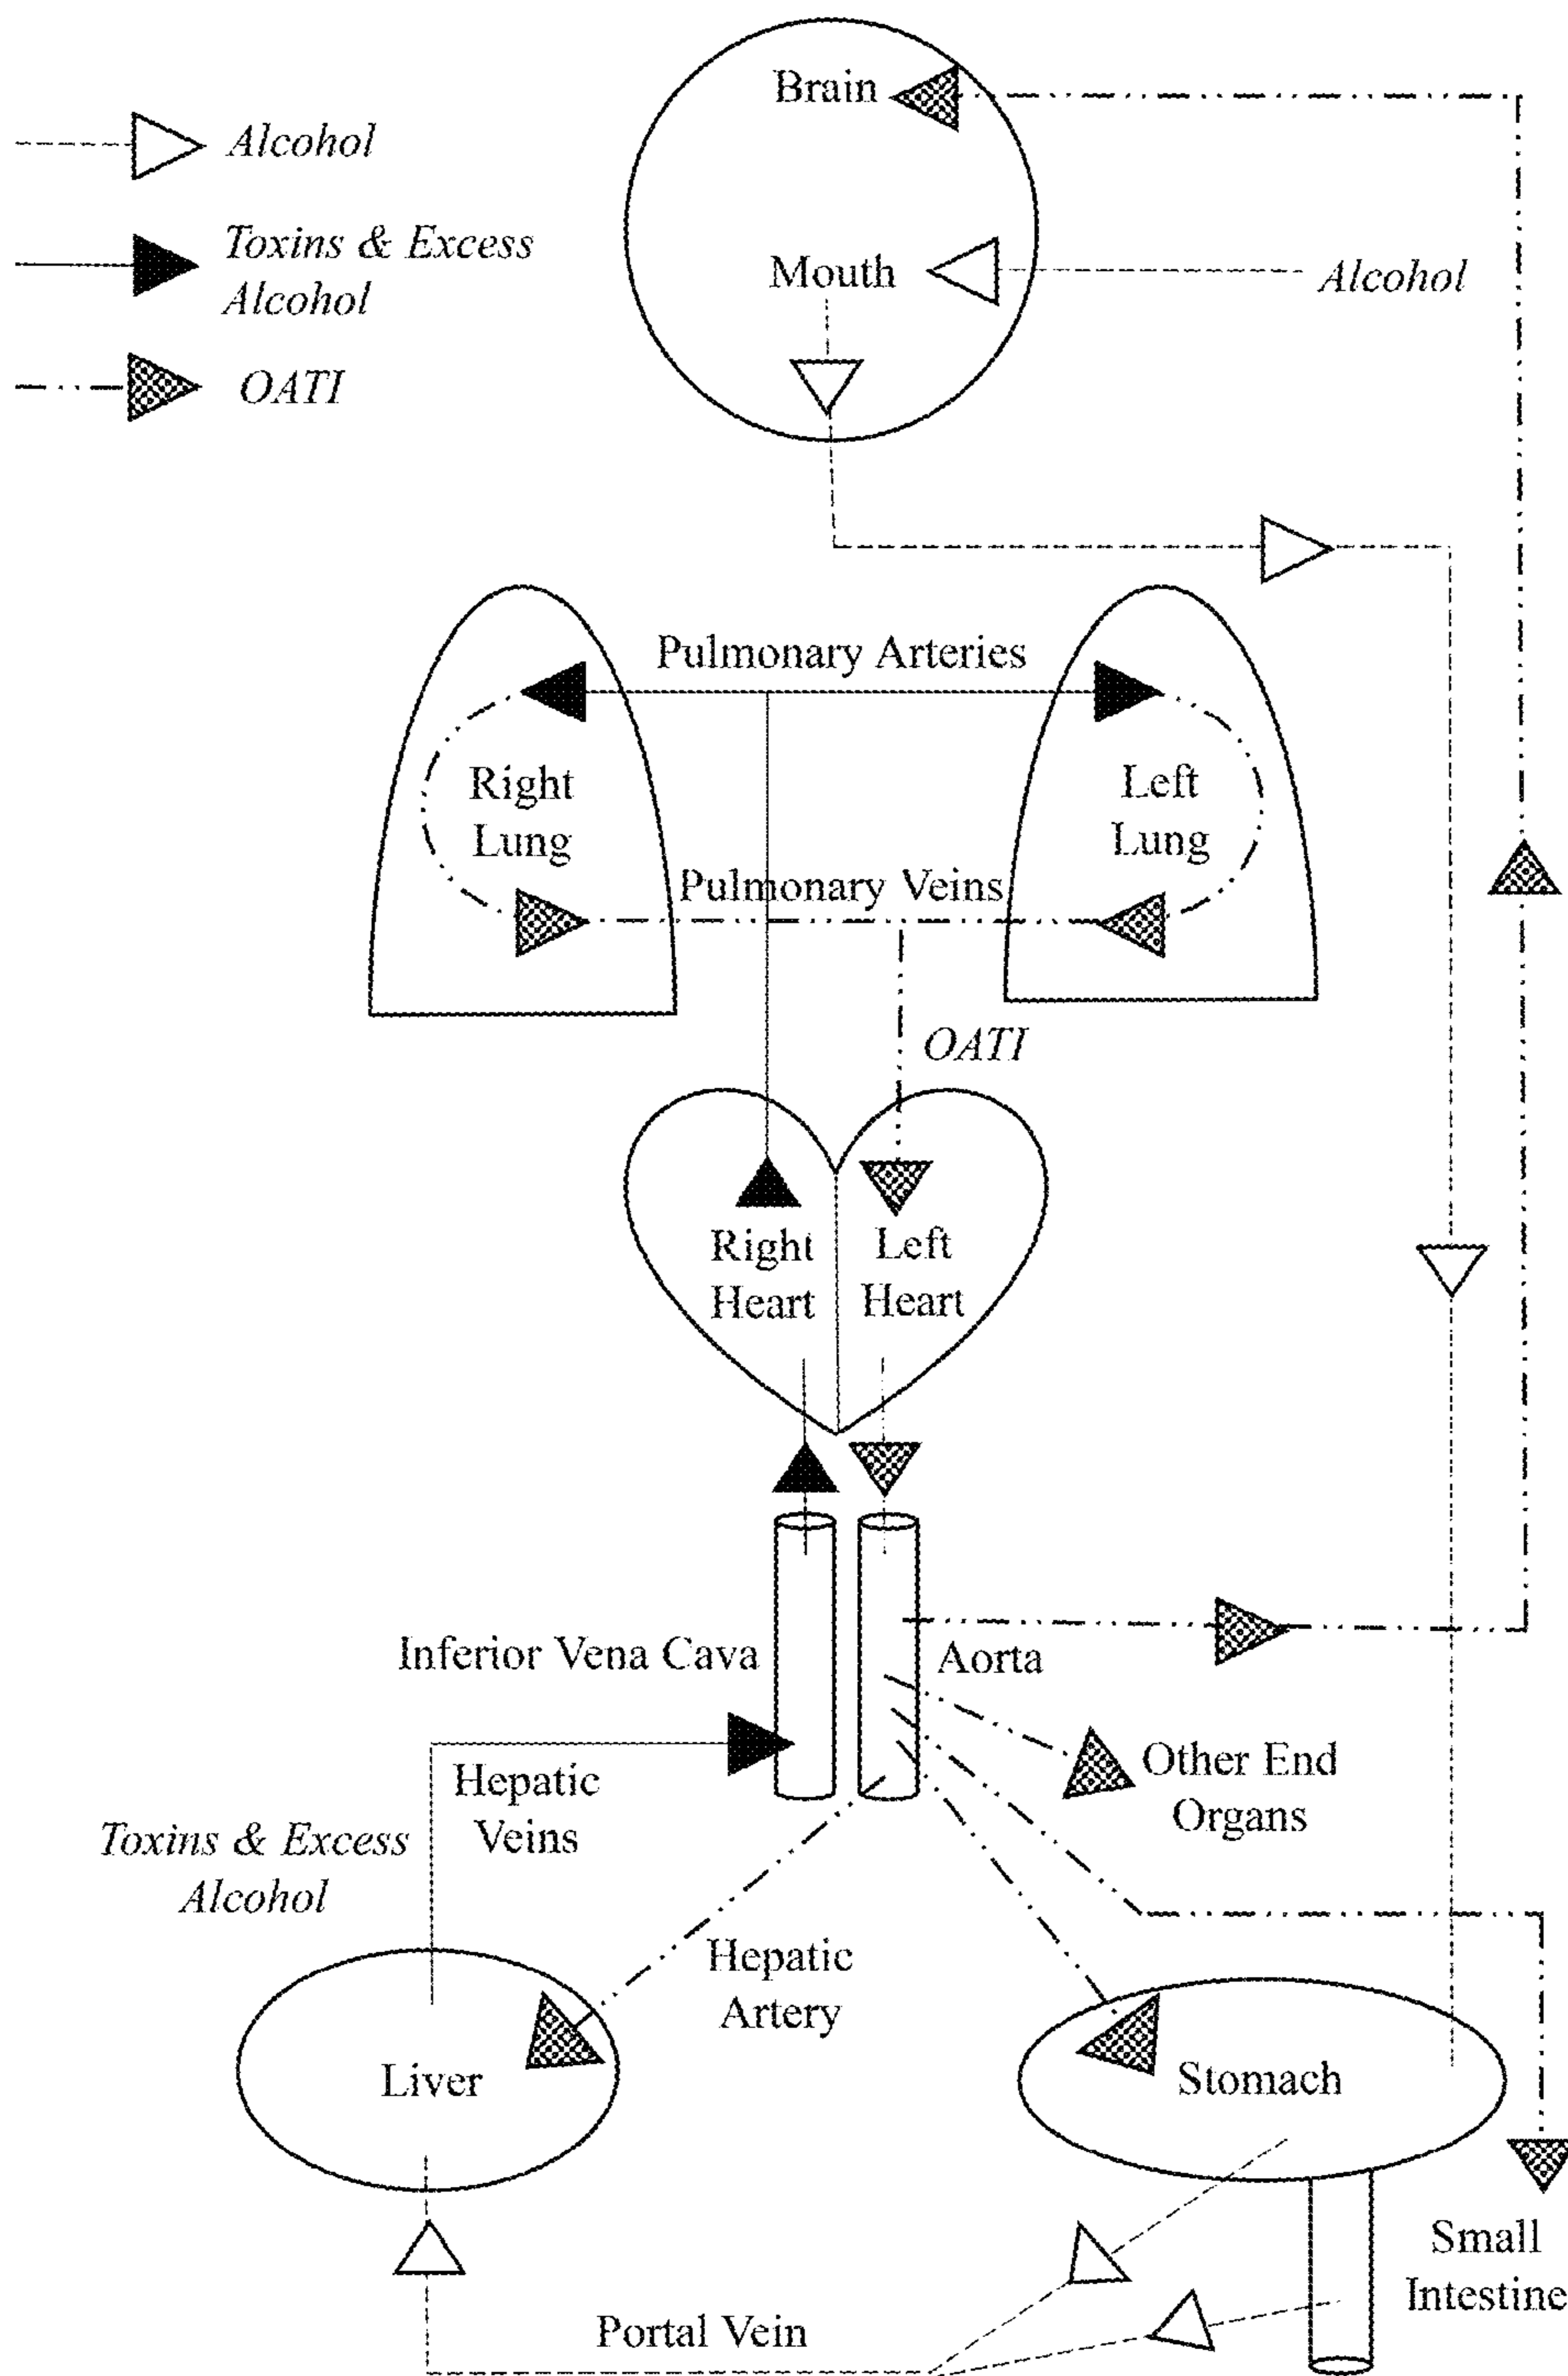 Brain
Alcohol
Toxins & Excess
Alcohol
Mouth
Alcohol
OATI
Pulmonary Arteries
Right
Lung
Left
Lung
Pulmonary Veins
OATI
Right
Heart
Left
Heart
Inferior Vena Cava
Aorta
Hepatic
Veins
Other End
Organs
Toxins & Excess
Alcohol
Hepatic
Artery
Liver
Stomach
Small
Intestine
Portal Vein